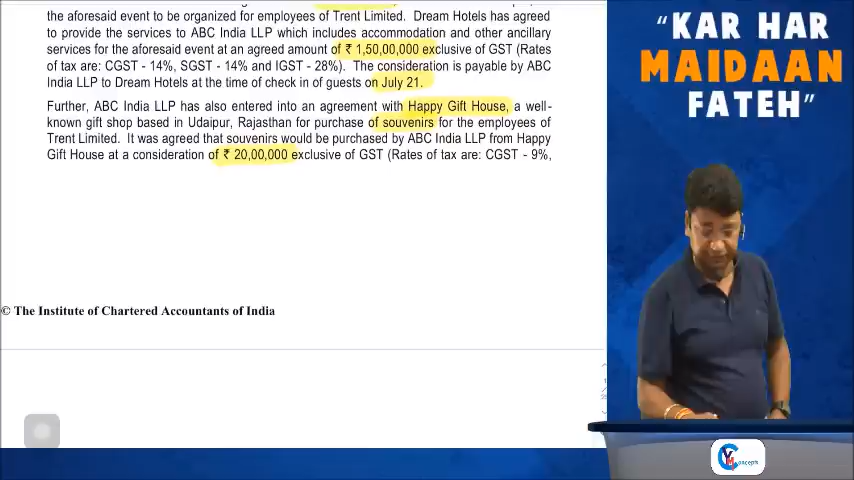 the aforesaid event to be organized for employees of Trent Limited. Dream Hotels has agreed
to provide the services to ABC India LLP which includes accommodation and other ancillary
services for the aforesaid event at an agreed amount of ₹ 1,50,00,000 exclusive of GST (Rates
of tax are: CGST - 14%, SGST - 14% and IGST - 28%). The consideration is payable by ABC
India LLP to Dream Hotels at the time of check in of guests on July 21.
Further, ABC India LLP has also entered into an agreement with Happy Gift House, a well-
known gift shop based in Udaipur, Rajasthan for purchase of souvenirs for the employees of
Trent Limited. It was agreed that souvenirs would be purchased by ABC India LLP from Happy
Gift House at a consideration of ₹ 20,00,000 exclusive of GST (Rates of tax are: CGST - 9%,
© The Institute of Chartered Accountants of India
"KAR HAR
MAIDAAN
FATEH"